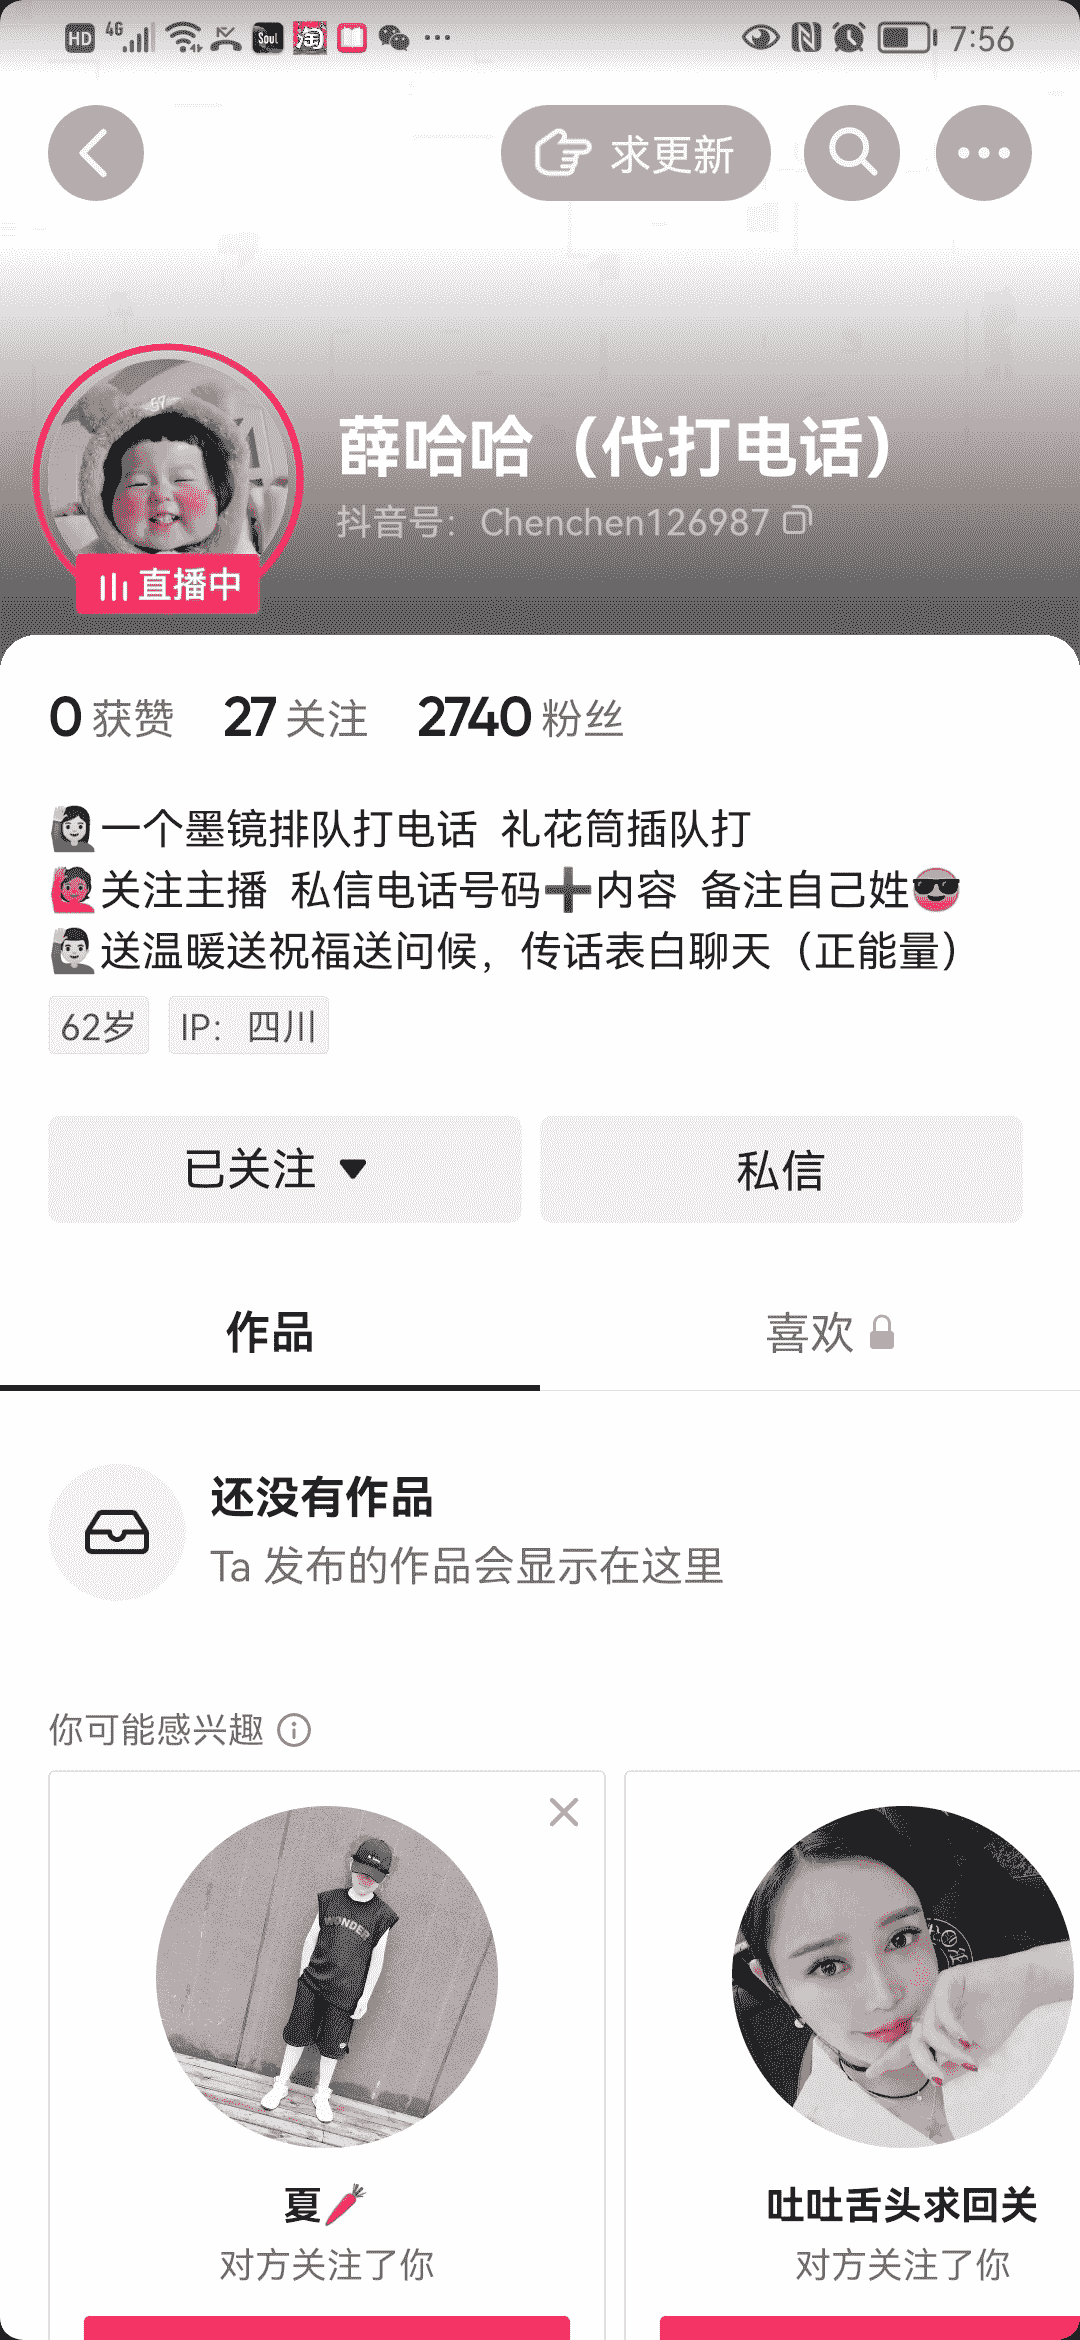 HD 4G Soul 淘 7:56
求更新
薛哈哈（代打电话）
抖音号：Chenchen126987
直播中
0 获赞 27 关注 2740 粉丝
一个墨镜排队打电话 礼花筒插队打
关注主播 私信电话号码➕内容 备注自己姓😎
送温暖送祝福送问候，传话表白聊天（正能量）
62岁 IP：四川
已关注 私信
作品 喜欢
还没有作品
Ta 发布的作品会显示在这里
你可能感兴趣
WONDER
夏🥕 吐吐舌头求回关
对方关注了你 对方关注了你